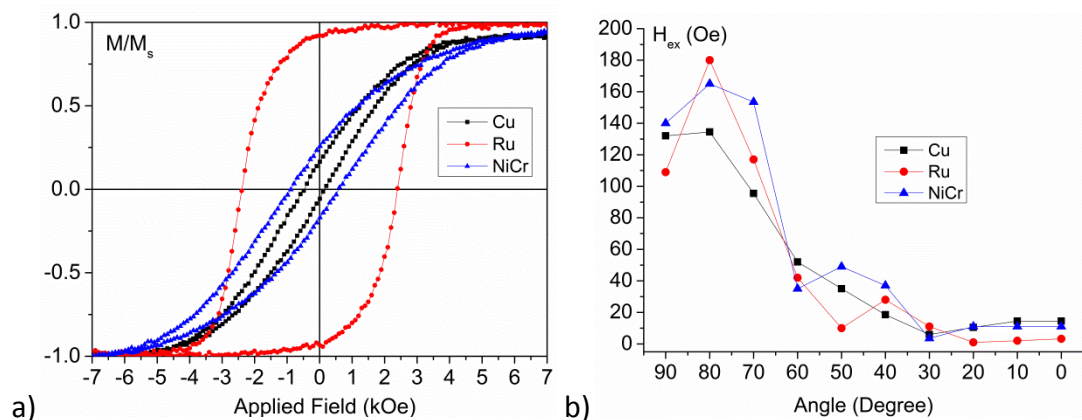 M/Ms
1.0
0.5
0.0
-0.5
-1.0
Cu
Ru
NiCr
-7 -6 -5 -4 -3 -2 -1 0 1 2 3 4 5 6 7
Applied Field (kOe)
a)
Hex (Oe)
200
180
160
140
120
100
80
60
40
20
0
Cu
Ru
NiCr
90 80 70 60 50 40 30 20 10 0
Angle (Degree)
b)